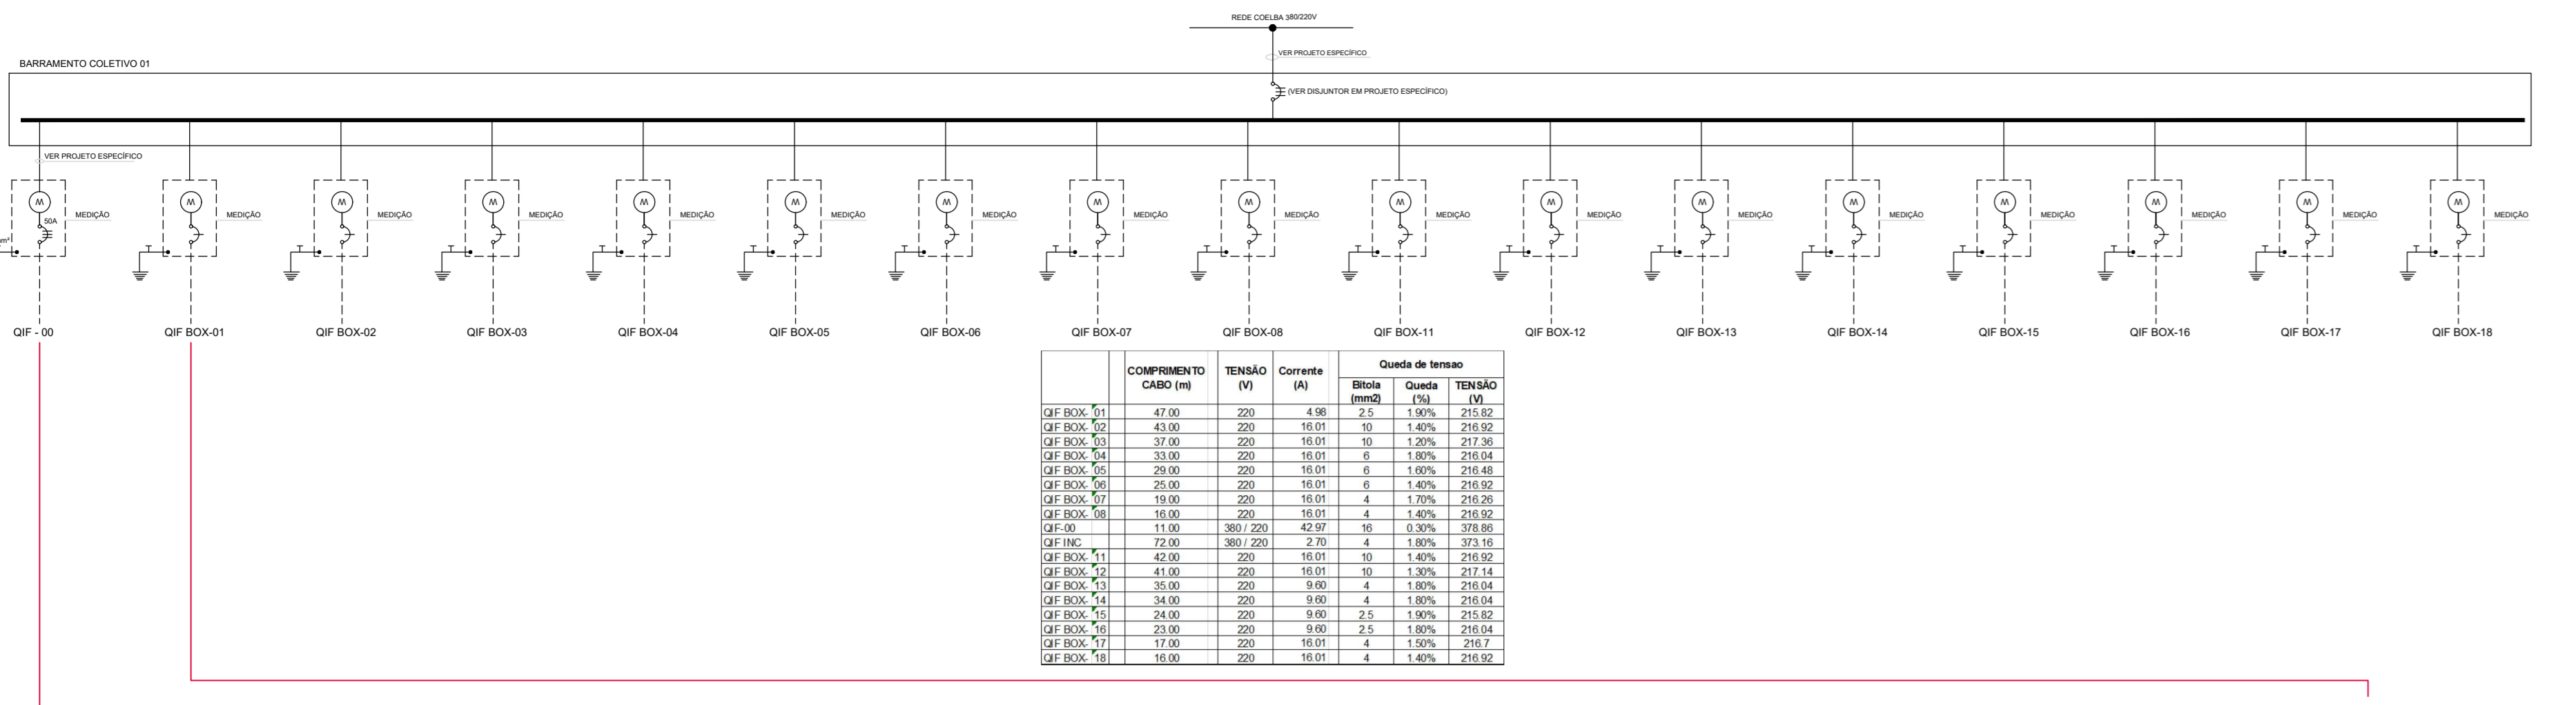 REDE COELBA 380/220V
VER PROJETO ESPECÍFICO
BARRAMENTO COLETIVO 01
(VER DISJUNTOR EM PROJETO ESPECÍFICO)
VER PROJETO ESPECÍFICO
M M M M M M M M M M M M M M M M M
50A
MEDIÇÃO MEDIÇÃO MEDIÇÃO MEDIÇÃO MEDIÇÃO MEDIÇÃO MEDIÇÃO MEDIÇÃO MEDIÇÃO MEDIÇÃO MEDIÇÃO MEDIÇÃO MEDIÇÃO MEDIÇÃO MEDIÇÃO MEDIÇÃO MEDIÇÃO
T T T T T T T T T T T T T T T T
QIF - 00 QIF BOX-01 QIF BOX-02 QIF BOX-03 QIF BOX-04 QIF BOX-05 QIF BOX-06 QIF BOX-07 QIF BOX-08 QIF BOX-11 QIF BOX-12 QIF BOX-13 QIF BOX-14 QIF BOX-15 QIF BOX-16 QIF BOX-17 QIF BOX-18
Queda de tensao
COMPRIMENTO TENSÃO Corrente
CABO (m) (V) (A) Bitola Queda TENSÃO
(mm2) (%) (V)
QIF BOX- 01 47.00 220 4.98 2.5 1.90% 215.82
QIF BOX- 02 43.00 220 16.01 10 1.40% 216.92
QIF BOX- 03 37.00 220 16.01 10 1.20% 217.36
QIF BOX- 04 33.00 220 16.01 6 1.80% 216.04
QIF BOX- 05 29.00 220 16.01 6 1.60% 216.48
QIF BOX- 06 25.00 220 16.01 6 1.40% 216.92
QIF BOX- 07 19.00 220 16.01 4 1.70% 216.26
QIF BOX- 08 16.00 220 16.01 4 1.40% 216.92
QIF-00 11.00 380 / 220 42.97 16 0.30% 378.86
QIF INC 72.00 380 / 220 2.70 4 1.80% 373.16
QIF BOX- 11 42.00 220 16.01 10 1.40% 216.92
QIF BOX- 12 41.00 220 16.01 10 1.30% 217.14
QIF BOX- 13 35.00 220 9.60 4 1.80% 216.04
QIF BOX- 14 34.00 220 9.60 4 1.80% 216.04
QIF BOX- 15 24.00 220 9.60 2.5 1.90% 215.82
QIF BOX- 16 23.00 220 9.60 2.5 1.80% 216.04
QIF BOX- 17 17.00 220 16.01 4 1.50% 216.7
QIF BOX- 18 16.00 220 16.01 4 1.40% 216.92